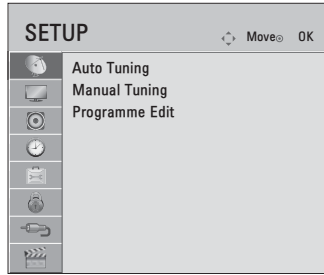 SETUP Move OK
Auto Tuning
Manual Tuning
Programme Edit